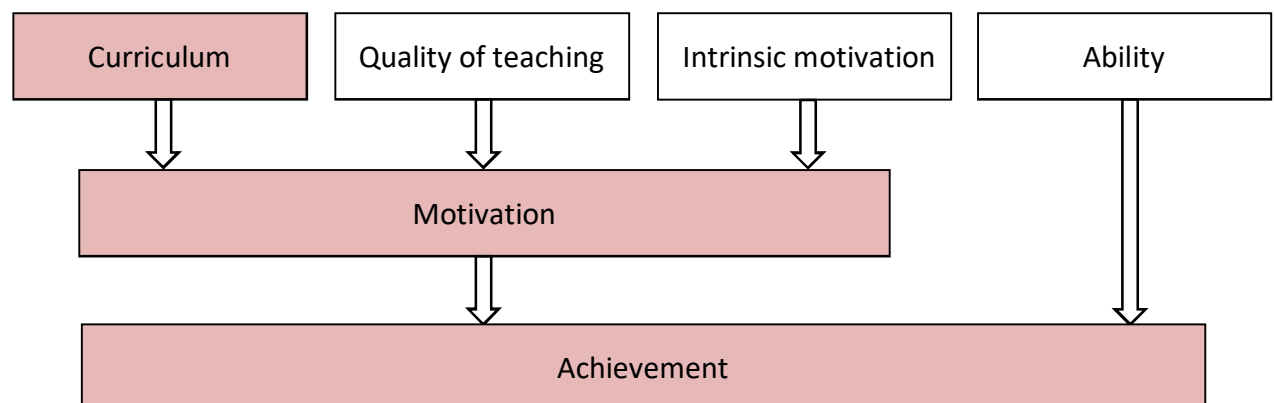 Curriculum
Quality of teaching
Intrinsic motivation
Ability
Motivation
Achievement